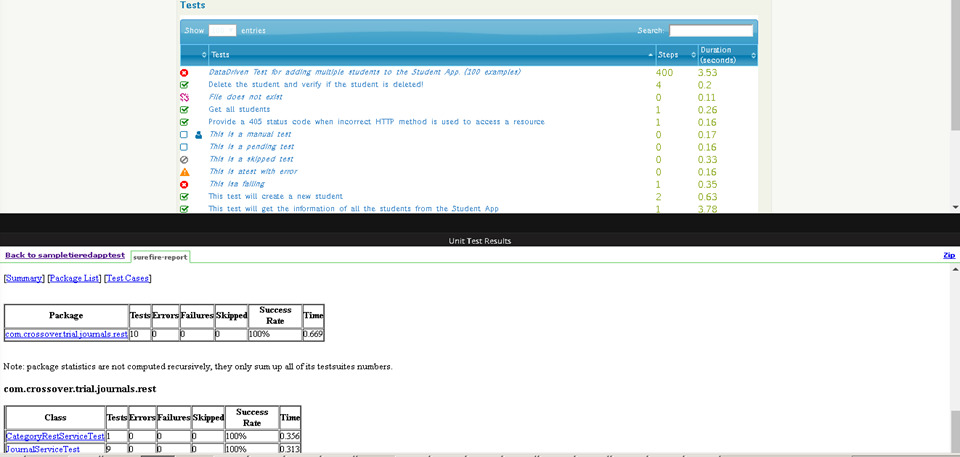 Tests
Show entries Search:
Tests Steps Duration (seconds)
DataDriven Test for adding multiple students to the Student App. (100 examples) 400 3.53
Delete the student and verify if the student is deleted! 4 0.2
File does not exist 0 0.11
Get all students 1 0.26
Provide a 405 status code when incorrect HTTP method is used to access a resource 1 0.16
This is a manual test 0 0.17
This is a pending test 0 0.16
This is a skipped test 0 0.33
This is atest with error 0 0.16
This isa failing 1 0.35
This test will create a new student 2 0.63
This test will get the information of all the students from the Student App 1 3.78
Unit Test Results
Back to sampletieredapptest surefire-report Zip
[Summary] [Package List] [Test Cases]
Package Tests Errors Failures Skipped Success Rate Time
com.crossover.trial.journals.rest 10 0 0 0 100% 0.669
Note: package statistics are not computed recursively, they only sum up all of its testsuites numbers.
com.crossover.trial.journals.rest
Class Tests Errors Failures Skipped Success Rate Time
CategoryRestServiceTest 1 0 0 0 100% 0.356
JournalServiceTest 9 0 0 0 100% 0.313